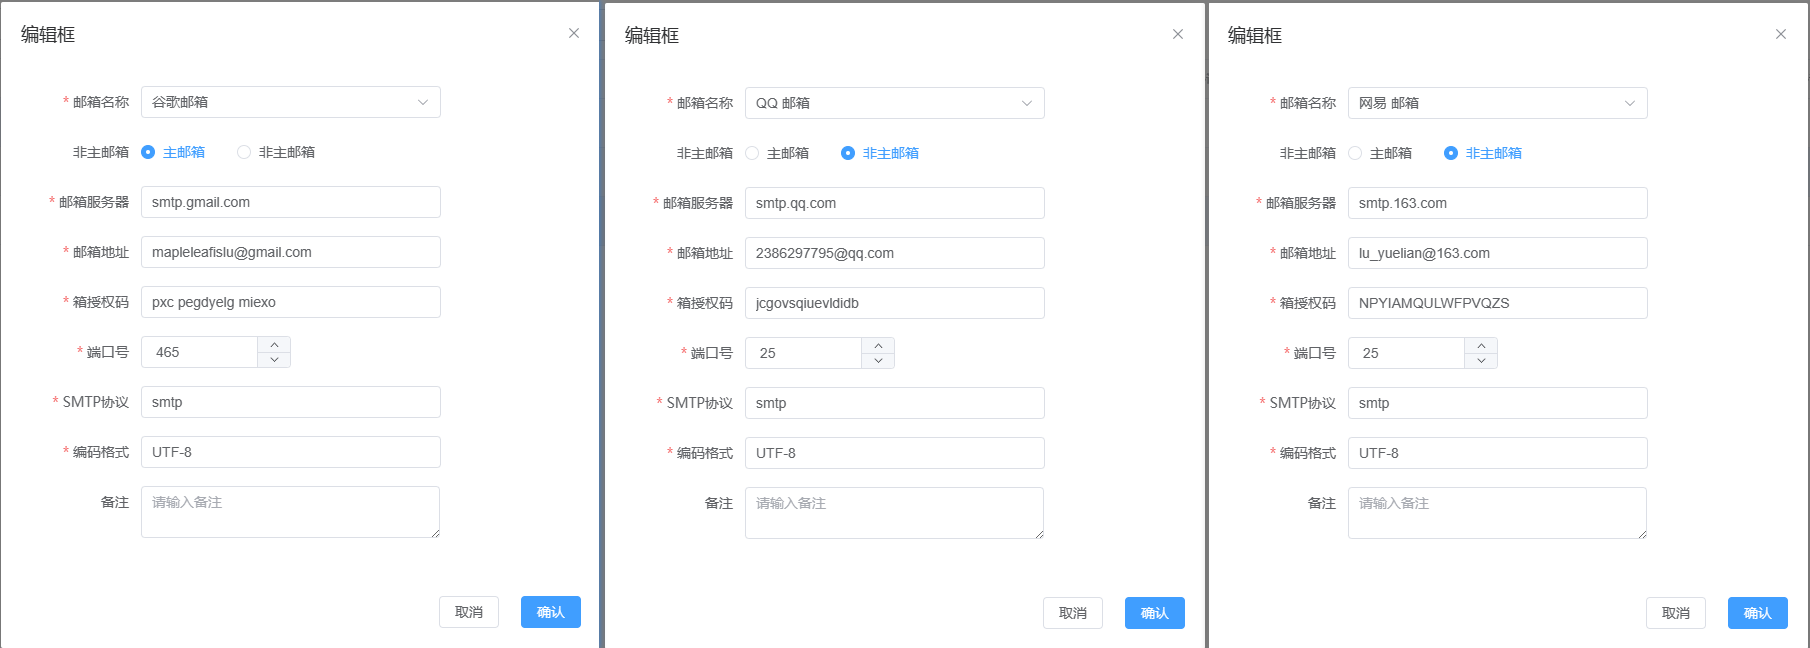 编辑框
* 邮箱名称 谷歌邮箱
非主邮箱 主邮箱 非主邮箱
* 邮箱服务器 smtp.gmail.com
* 邮箱地址 mapleleafislu@gmail.com
* 箱授权码 pxc pegdyelg miexo
* 端口号 465
* SMTP协议 smtp
* 编码格式 UTF-8
备注 请输入备注
取消 确认
编辑框
* 邮箱名称 QQ 邮箱
非主邮箱 主邮箱 非主邮箱
* 邮箱服务器 smtp.qq.com
* 邮箱地址 2386297795@qq.com
* 箱授权码 jcgovsqiuevldidb
* 端口号 25
* SMTP协议 smtp
* 编码格式 UTF-8
备注 请输入备注
取消 确认
编辑框
* 邮箱名称 网易 邮箱
非主邮箱 主邮箱 非主邮箱
* 邮箱服务器 smtp.163.com
* 邮箱地址 lu_yuelian@163.com
* 箱授权码 NPYIAMQULWFPVQZS
* 端口号 25
* SMTP协议 smtp
* 编码格式 UTF-8
备注 请输入备注
取消 确认